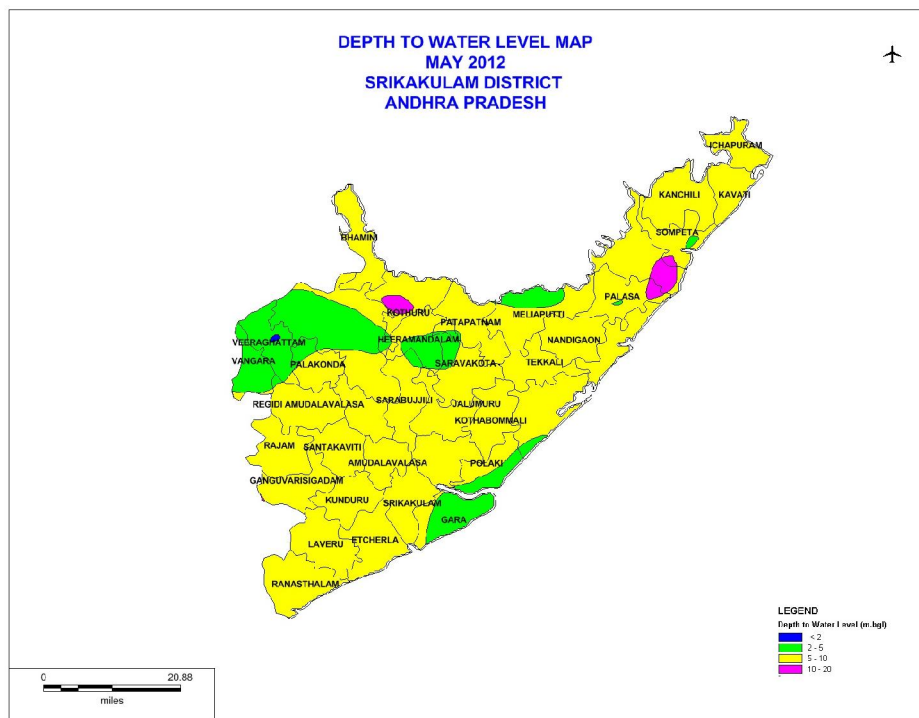 DEPTH TO WATER LEVEL MAP
MAY 2012
SRIKAKULAM DISTRICT
ANDHRA PRADESH
ICHAPURAM
KANCHILI
KAVATI
SOMPETA
BHAMINI
PALASA
KOTHURU
MELIAPUTTI
PATAPATNAM
VEERAGHATTAM
HEERAMANDALAM
NANDIGAON
VANGARA
PALAKONDA
SARAVAKOTA
TEKKALI
REGIDI AMUDALAVALASA
SARABUJJILI
JALUMURU
KOTHABOMMALI
RAJAM
SANTAKAVITI
AMUDALAVALASA
POLAKI
GANGUVARISIGADAM
KUNDURU
SRIKAKULAM
GARA
LAVERU
ETCHERLA
RANASTHALAM
LEGEND
Depth to Water Level (m.bgl)
< 2
2 - 5
5 - 10
10 - 20
0 20.88
miles